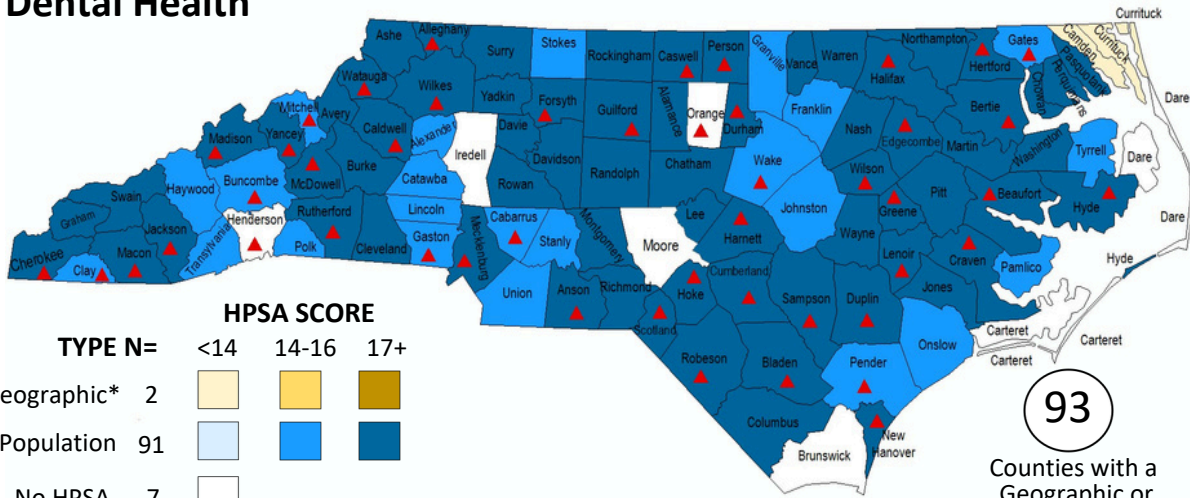 Dental Health
Currituck
Ashe
Alleghany
Surry
Stokes
Rockingham
Caswell
Person
Granville
Vance
Warren
Northampton
Gates
Camden
Currituck
Halifax
Hertford
Pasquotank
Perquimans
Chowan
Dare
Watauga
Wilkes
Yadkin
Forsyth
Guilford
Alamance
Orange
Durham
Franklin
Bertie
Mitchell
Avery
Caldwell
Alexander
Iredell
Davie
Nash
Edgecombe
Martin
Washington
Tyrrell
Dare
Madison
Yancey
Burke
Davidson
Randolph
Chatham
Wake
Wilson
Haywood
Buncombe
McDowell
Catawba
Rowan
Pitt
Beaufort
Hyde
Swain
Graham
Rutherford
Lincoln
Johnston
Greene
Henderson
Jackson
Transylvania
Polk
Cleveland
Gaston
Mecklenburg
Cabarrus
Stanly
Montgomery
Moore
Lee
Harnett
Wayne
Dare
Cherokee
Clay
Macon
Lenoir
Craven
Pamlico
Hyde
Union
Anson
Richmond
Scotland
Hoke
Cumberland
Sampson
Duplin
Jones
Carteret
Carteret
Carteret
Onslow
Robeson
Bladen
Pender
Columbus
Brunswick
New
Hanover
HPSA SCORE
TYPE N= <14 14-16 17+
eographic* 2
Population 91
No HPSA 7
93
Counties with a
Geographic or